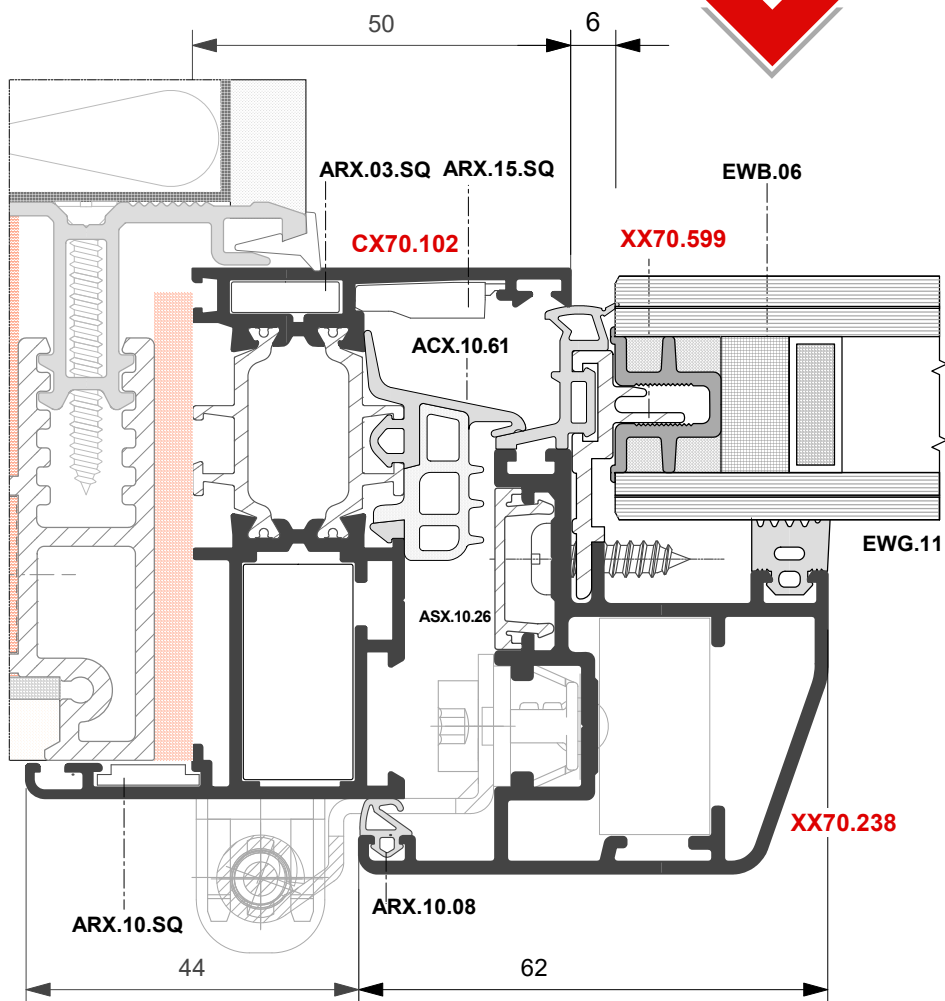 50
6
ARX.03.SQ
ARX.15.SQ
EWB.06
CX70.102
XX70.599
ACX.10.61
EWG.11
ASX.10.26
XX70.238
ARX.10.SQ
ARX.10.08
44
62